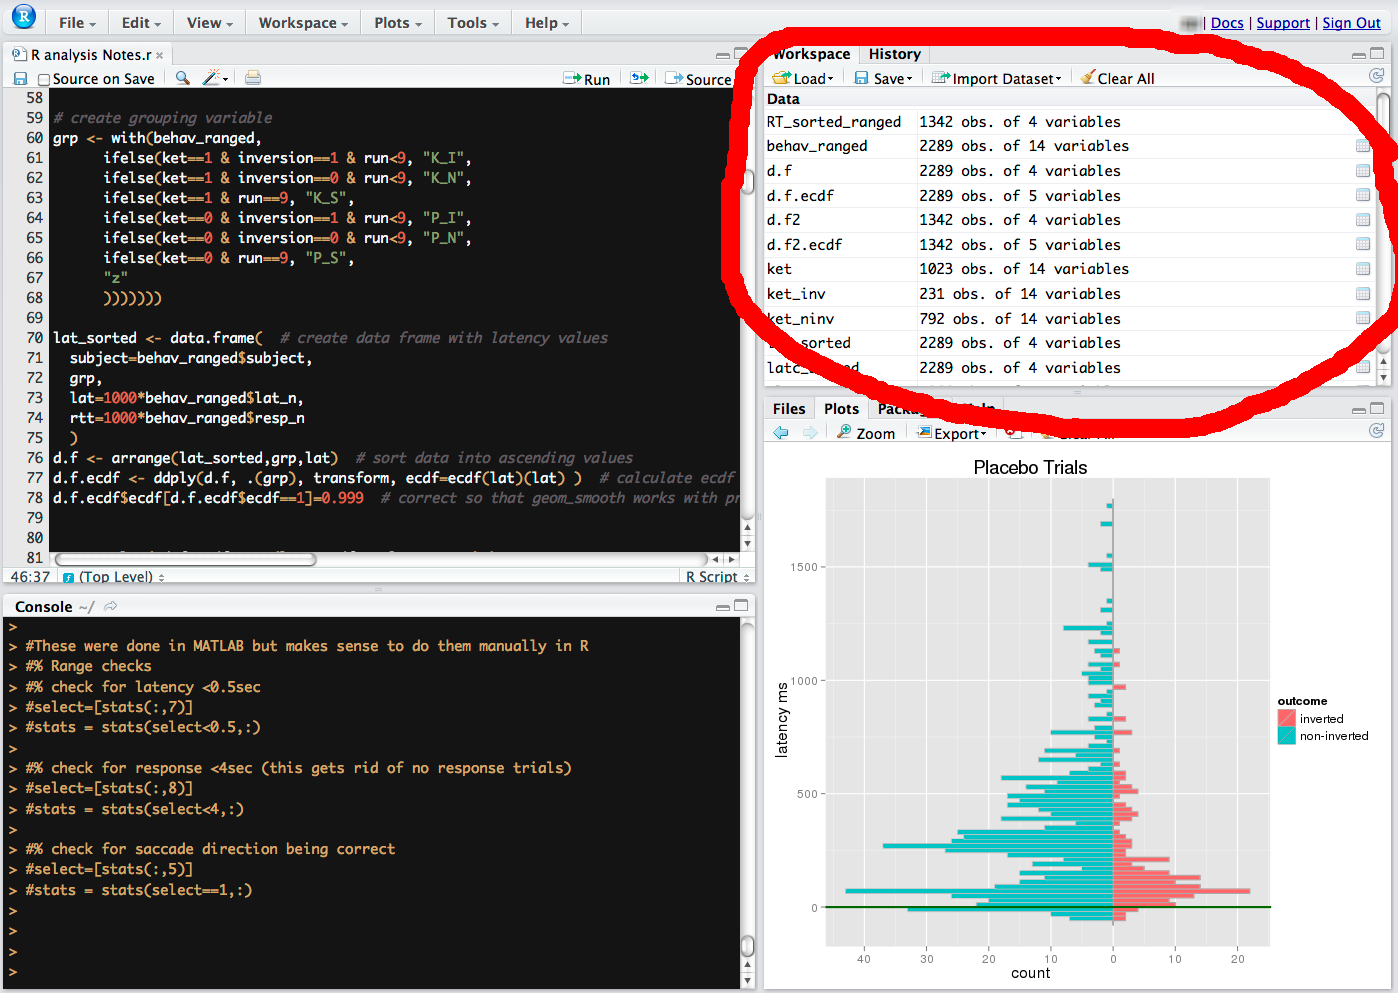 File Edit View Workspace Plots Tools Help
Docs | Support | Sign Out
R analysis Notes.r
Source on Save Run Source
58
59 # create grouping variable
60 grp <- with(behav_ranged,
61 ifelse(ket==1 & inversion==1 & run<9, "K_I",
62 ifelse(ket==1 & inversion==0 & run<9, "K_N",
63 ifelse(ket==1 & run==9, "K_S",
64 ifelse(ket==0 & inversion==1 & run<9, "P_I",
65 ifelse(ket==0 & inversion==0 & run<9, "P_N",
66 ifelse(ket==0 & run==9, "P_S",
67 "z"
68 )))))))
69
70 lat_sorted <- data.frame( # create data frame with latency values
71 subject=behav_ranged$subject,
72 grp,
73 lat=1000*behav_ranged$lat_n,
74 rtt=1000*behav_ranged$resp_n
75 )
76 d.f <- arrange(lat_sorted,grp,lat) # sort data into ascending values
77 d.f.ecdf <- ddply(d.f, .(grp), transform, ecdf=ecdf(lat)(lat) ) # calculate ecdf
78 d.f.ecdf$ecdf[d.f.ecdf$ecdf==1]=0.999 # correct so that geom_smooth works with pr
79
80
81
46:37 (Top Level) R Script
Console ~/
>
> #These were done in MATLAB but makes sense to do them manually in R
> #% Range checks
> #% check for latency <0.5sec
> #select=[stats(:,7)]
> #stats = stats(select<0.5,:)
>
> #% check for response <4sec (this gets rid of no response trials)
> #select=[stats(:,8)]
> #stats = stats(select<4,:)
>
> #% check for saccade direction being correct
> #select=[stats(:,5)]
> #stats = stats(select==1,:)
>
>
>
>
Workspace History
Load Save Import Dataset Clear All
Data
RT_sorted_ranged 1342 obs. of 4 variables
behav_ranged 2289 obs. of 14 variables
d.f 2289 obs. of 4 variables
d.f.ecdf 2289 obs. of 5 variables
d.f2 1342 obs. of 4 variables
d.f2.ecdf 1342 obs. of 5 variables
ket 1023 obs. of 14 variables
ket_inv 231 obs. of 14 variables
ket_ninv 792 obs. of 14 variables
sorted 2289 obs. of 4 variables
2289 obs. of 4 variables
Files Plots
Zoom Export
Placebo Trials
latency ms
1500
1000
500
0
40 30 20 10 0 10 20
count
outcome
inverted
non-inverted